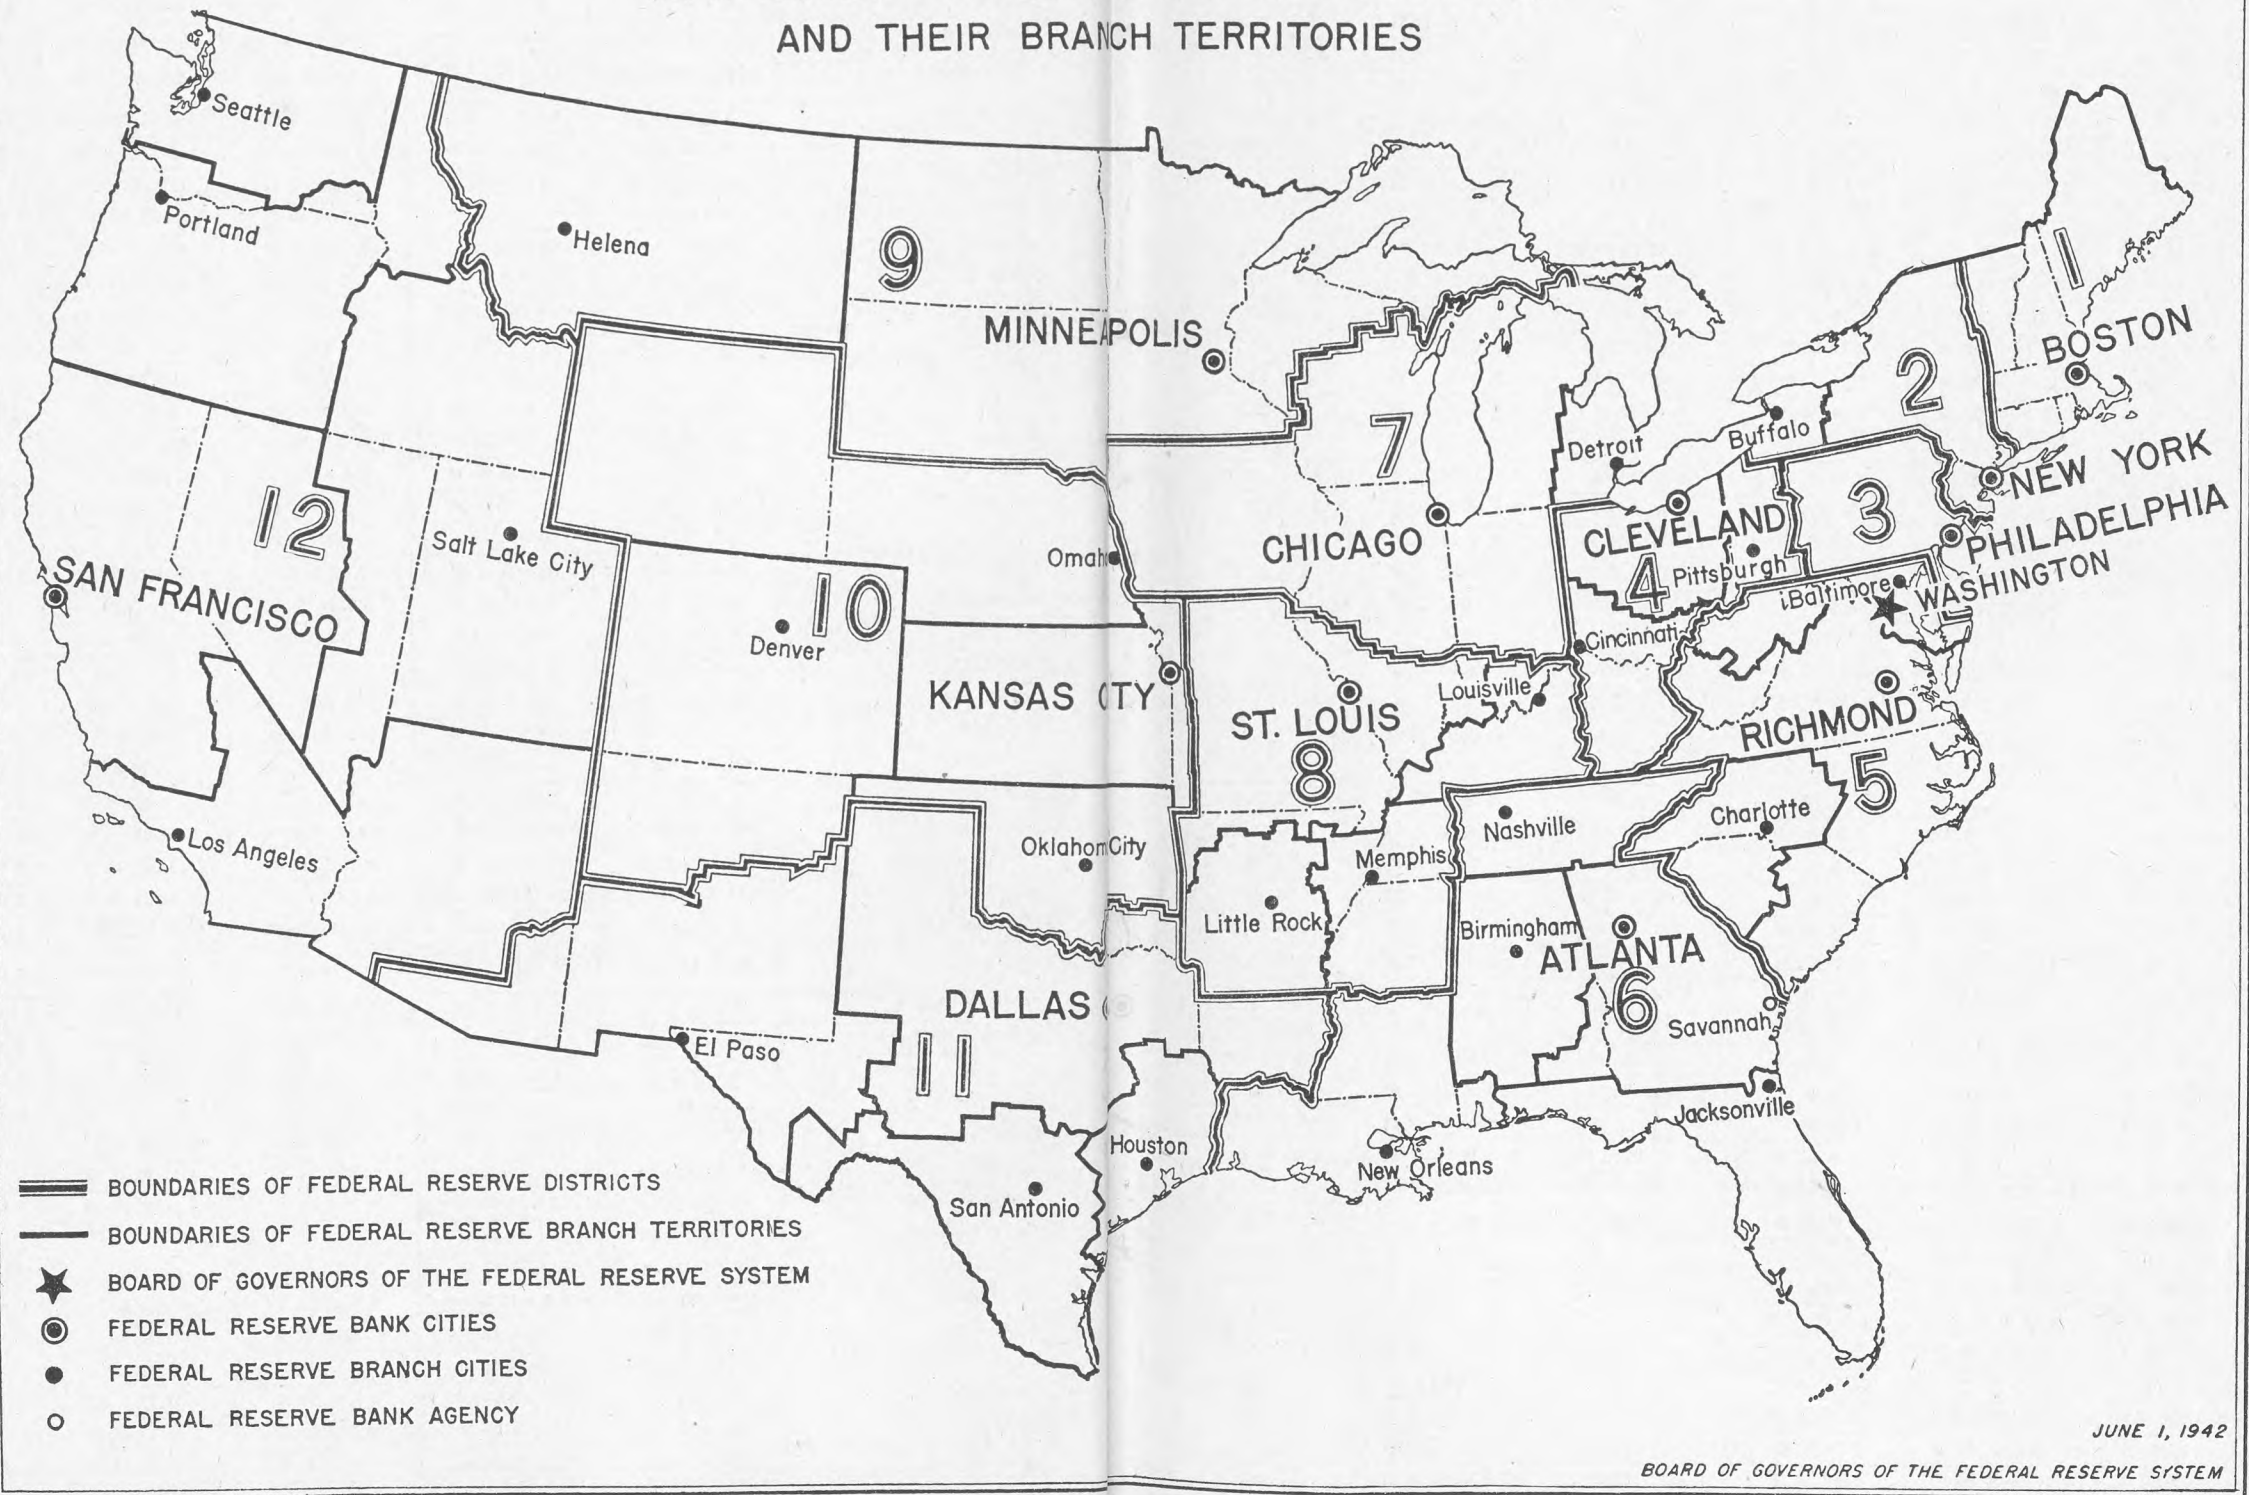 AND THEIR BRANCH TERRITORIES
Seattle
Portland
Helena
9
MINNEAPOLIS
1
BOSTON
2
Buffalo
NEW YORK
7
Detroit
CHICAGO
CLEVELAND
4
Pittsburgh
3
PHILADELPHIA
Baltimore
WASHINGTON
12
SAN FRANCISCO
Salt Lake City
Omah
10
Denver
KANSAS C TY
Cincinnati
Louisville
ST. LOUIS
8
RICHMOND
5
Los Angeles
Oklahom City
Nashville
Charlotte
Memphis
Little Rock
Birmingham
ATLANTA
6
Savannah
DALLAS
11
El Paso
Jacksonville
Houston
New Orleans
San Antonio
BOUNDARIES OF FEDERAL RESERVE DISTRICTS
BOUNDARIES OF FEDERAL RESERVE BRANCH TERRITORIES
BOARD OF GOVERNORS OF THE FEDERAL RESERVE SYSTEM
FEDERAL RESERVE BANK CITIES
FEDERAL RESERVE BRANCH CITIES
FEDERAL RESERVE BANK AGENCY
JUNE 1, 1942
BOARD OF GOVERNORS OF THE FEDERAL RESERVE SYSTEM